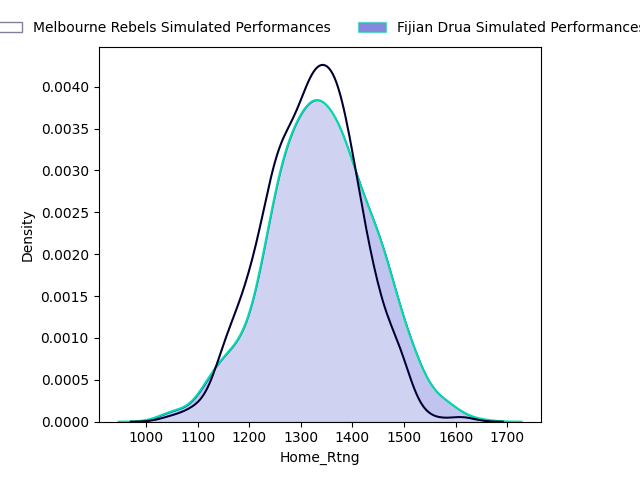 Melbourne Rebels Simulated Performances Fijian Drua Simulated Performances
0.0040
0.0035
0.0030
0.0025
0.0020
0.0015
0.0010
0.0005
0.0000
Density
1000 1100 1200 1300 1400 1500 1600 1700
Home_Rtng